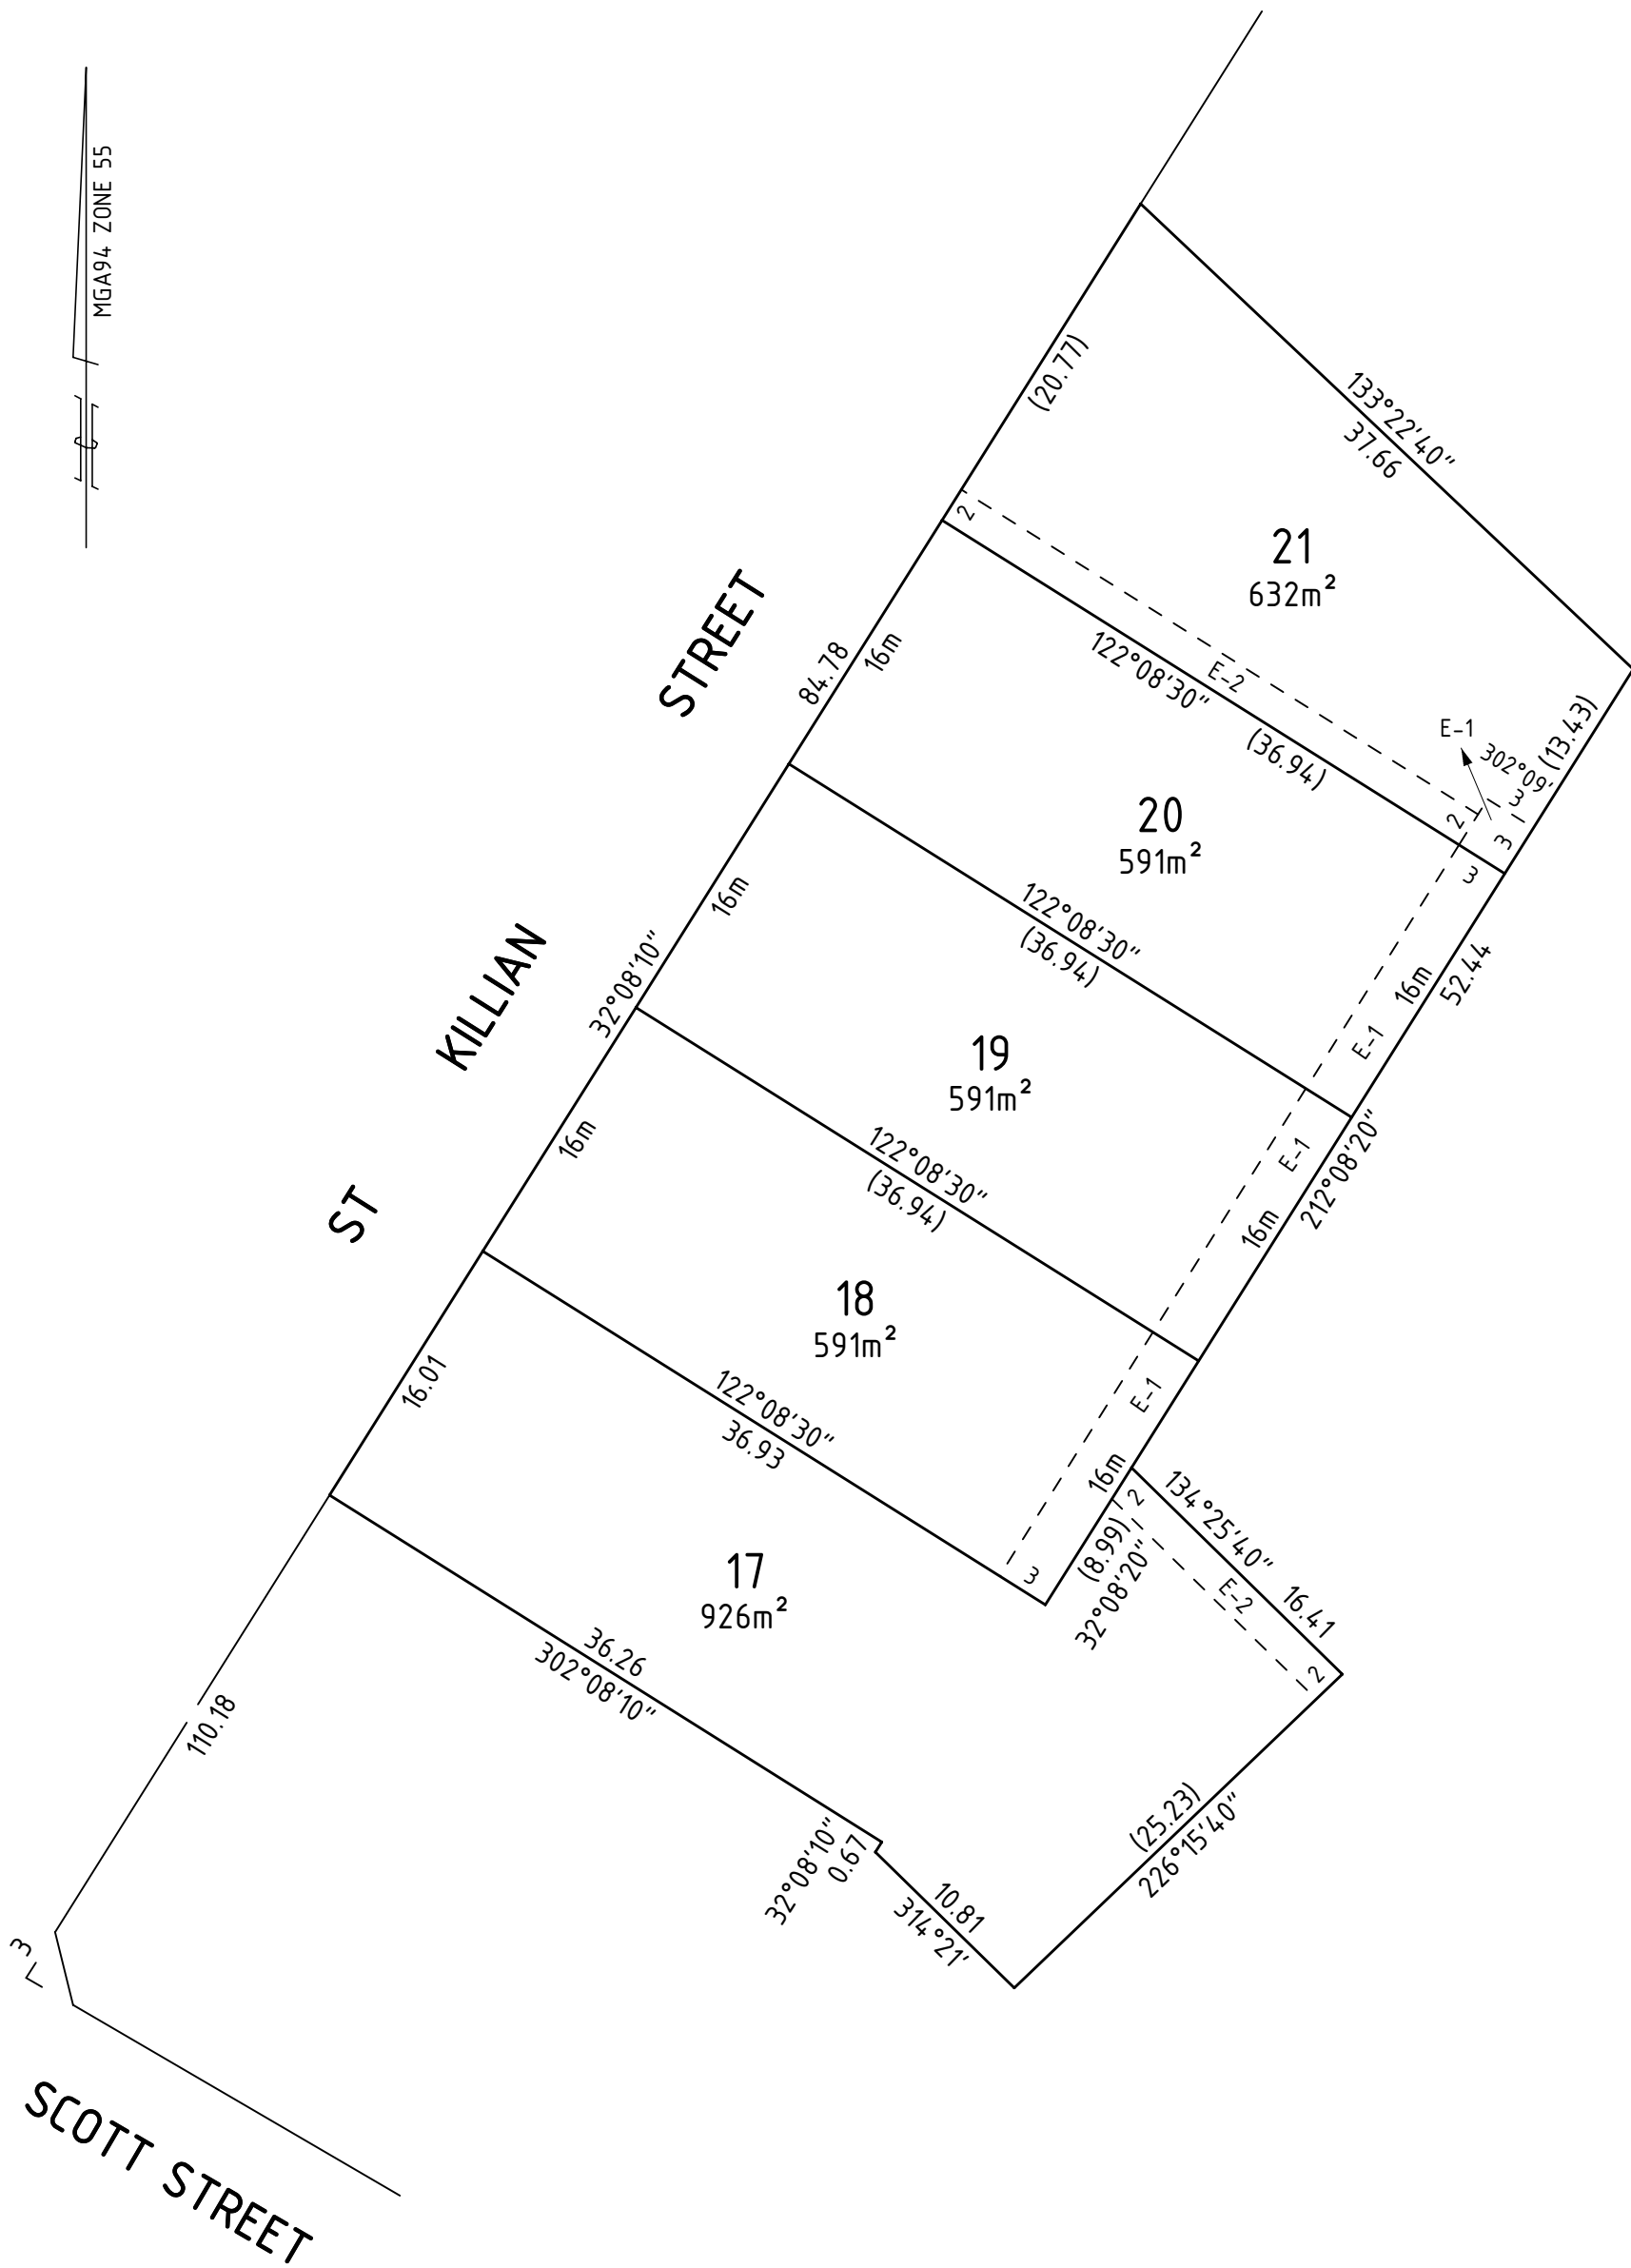 MGA94 ZONE 55
(20.77)
133°22'40"
37.66
21
632m²
2
E-2
122°08'30"
(36.94)
E-1
302°09'
(13.43)
3
2
3
3
STREET
84.78
16m
20
591m²
122°08'30"
(36.94)
16m
52.44
E-1
KILLIAN
32°08'10"
16m
19
591m²
122°08'30"
(36.94)
E-1
16m
212°08'20"
ST
16m
18
591m²
122°08'30"
36.93
E-1
16m
3
16.01
17
926m²
(8.99)
32°08'20"
2
134°25'40"
16.41
E-2
2
36.26
302°08'10"
110.18
32°08'10"
0.67
10.81
314°21'
(25.23)
226°15'40"
3
SCOTT STREET